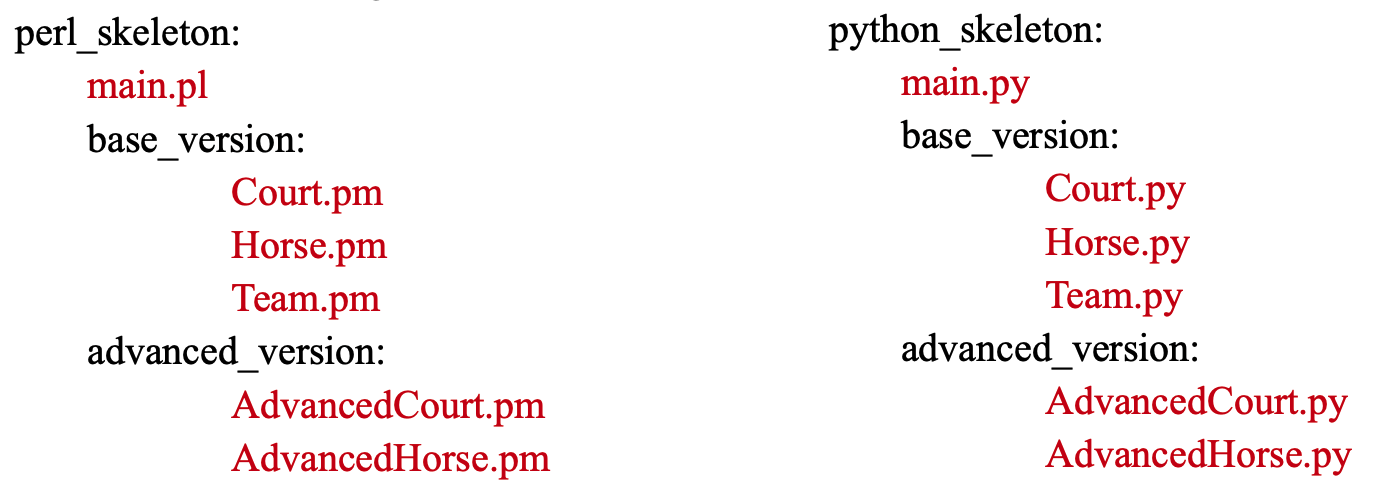 perl_skeleton:
main.pl
base_version:
Court.pm
Horse.pm
Team.pm
advanced_version:
AdvancedCourt.pm
AdvancedHorse.pm
python_skeleton:
main.py
base_version:
Court.py
Horse.py
Team.py
advanced_version:
AdvancedCourt.py
AdvancedHorse.py